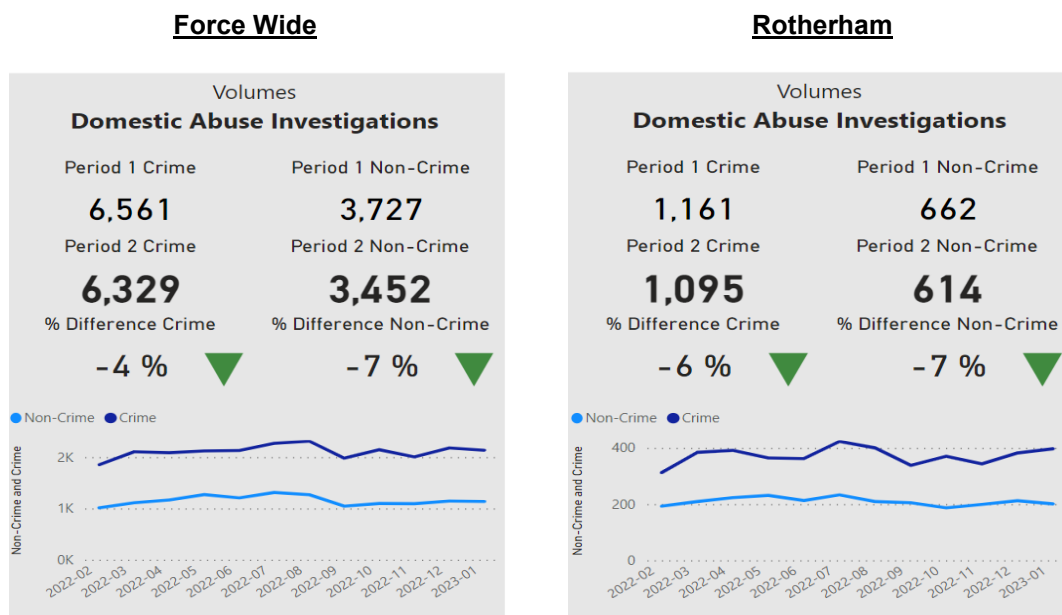 Force Wide
Volumes
Domestic Abuse Investigations
Period 1 Crime Period 1 Non-Crime
6,561 3,727
Period 2 Crime Period 2 Non-Crime
6,329 3,452
% Difference Crime % Difference Non-Crime
-4 % -7 %
Non-Crime Crime
Non-Crime and Crime
2K
1K
0K
2022-02 2022-03 2022-04 2022-05 2022-06 2022-07 2022-08 2022-09 2022-10 2022-11 2022-12 2023-01
Rotherham
Volumes
Domestic Abuse Investigations
Period 1 Crime Period 1 Non-Crime
1,161 662
Period 2 Crime Period 2 Non-Crime
1,095 614
% Difference Crime % Difference Non-Crime
-6 % -7 %
Non-Crime Crime
Non-Crime and Crime
400
200
0
2022-02 2022-03 2022-04 2022-05 2022-06 2022-07 2022-08 2022-09 2022-10 2022-11 2022-12 2023-01